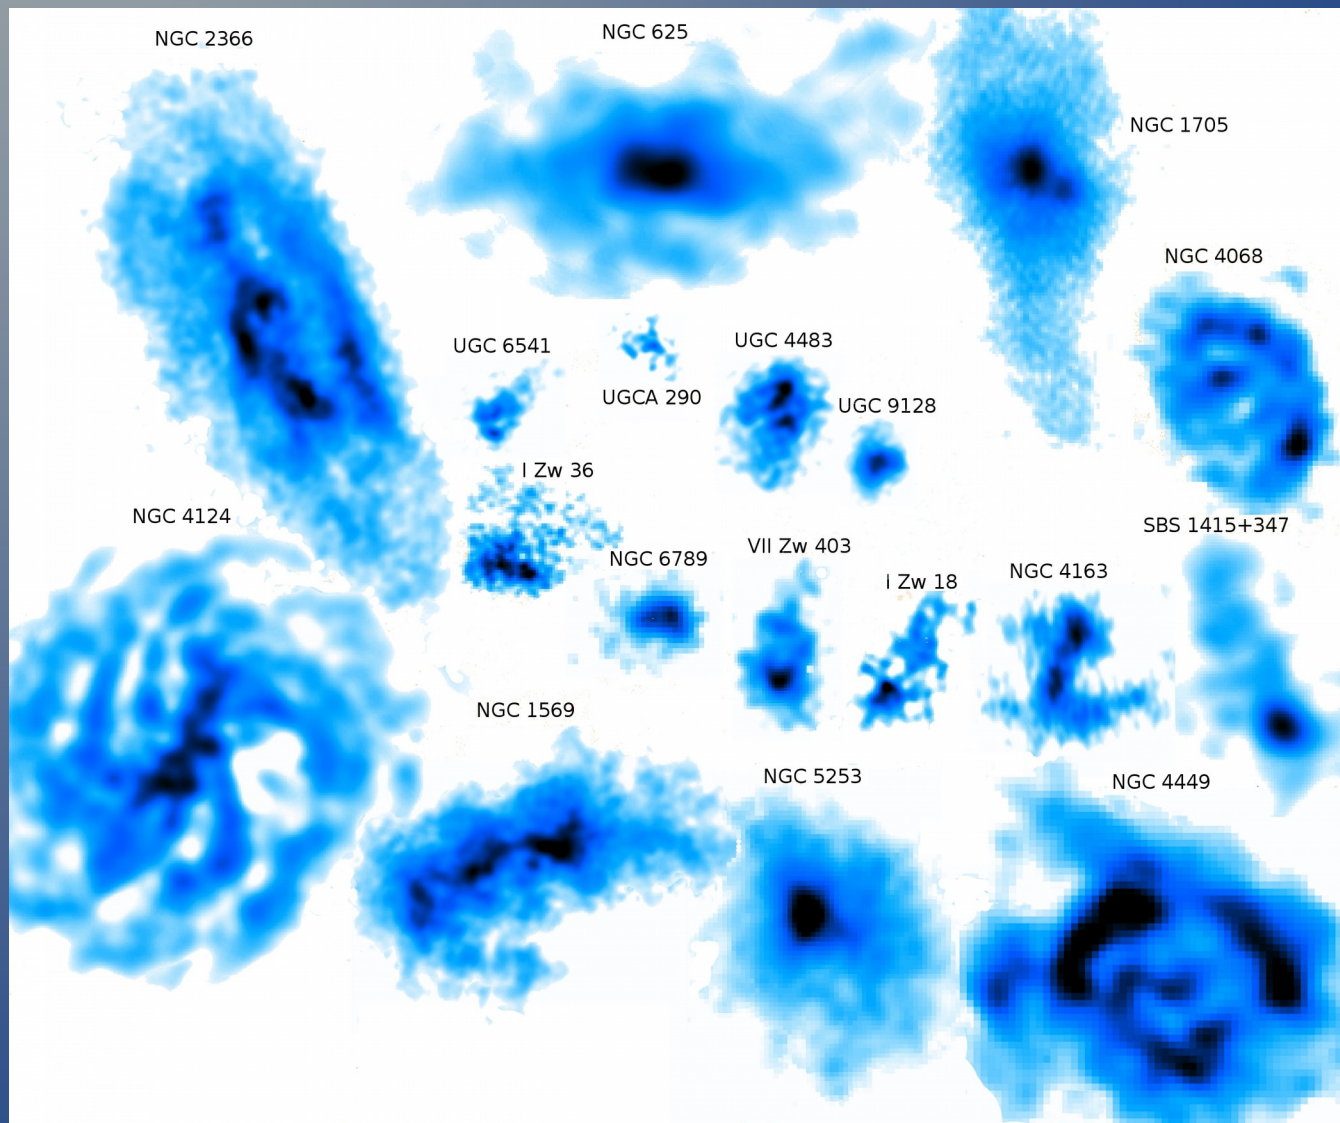 NGC 2366
NGC 625
NGC 1705
NGC 4068
UGC 6541
UGC 4483
UGCA 290
UGC 9128
I Zw 36
NGC 4124
SBS 1415+347
VII Zw 403
NGC 6789
I Zw 18
NGC 4163
NGC 1569
NGC 5253
NGC 4449